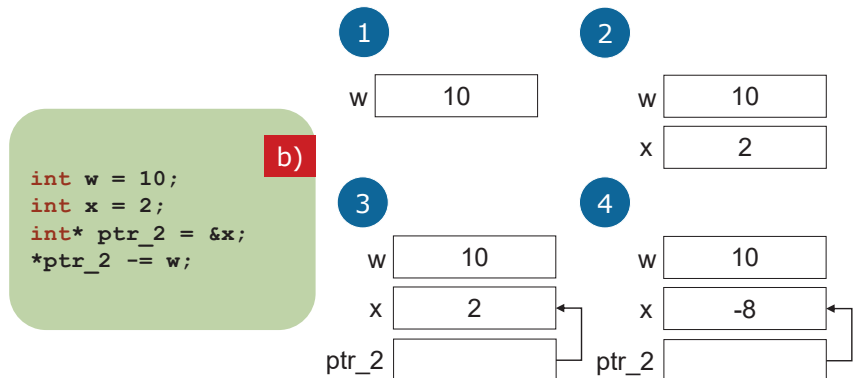 b)
int w = 10;
int x = 2;
int* ptr_2 = &x;
*ptr_2 -= w;
1
w 10
2
w 10
x 2
3
w 10
x 2
ptr_2
4
w 10
x -8
ptr_2